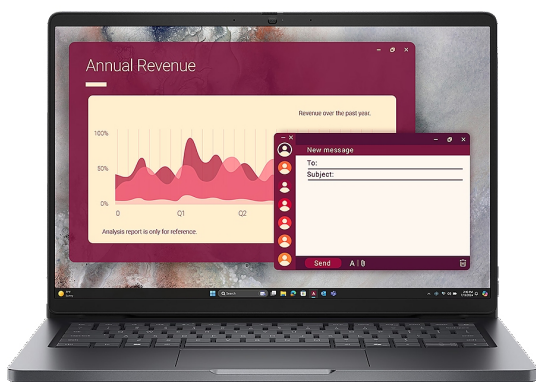 Annual Revenue
Revenue over the past year.
100%
50%
0%
0
Q1
Q2
Analysis report is only for reference.
New message
To:
Subject:
Send
A
Search